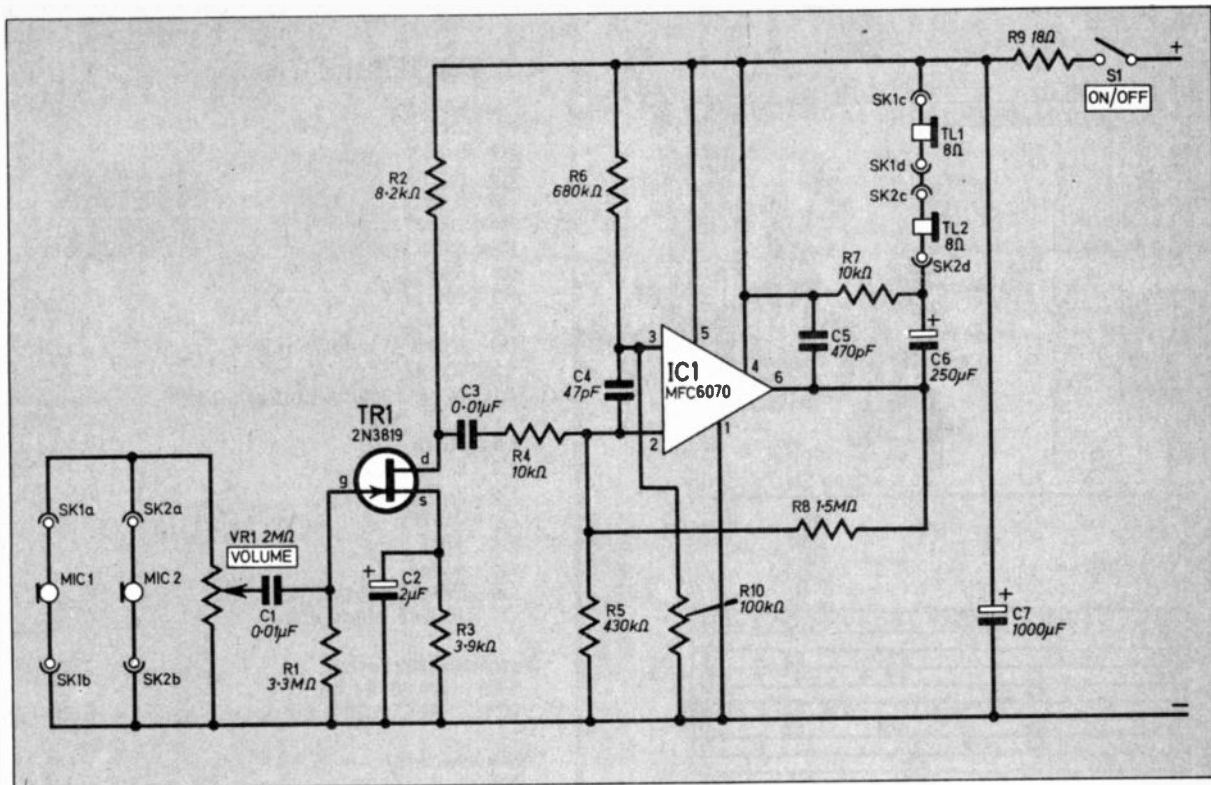 R9 18Ω
+
S1
ON/OFF
SK1c
TL1
8Ω
SK1d
SK2c
TL2
8Ω
SK2d
R2
8·2kΩ
R6
680kΩ
R7
10kΩ
+
C5
470pF
C6
250µF
3
5
4
6
2
1
IC1
MFC6070
C4
47pF
C3
0·01µF
R4
10kΩ
TR1
2N3819
d
g
s
R8 1·5MΩ
SK1a
SK2a
VR1 2MΩ
VOLUME
MIC 1
MIC 2
C1
0·01µF
+
C2
2µF
R3
3·9kΩ
R5
430kΩ
R10
100kΩ
+
C7
1000µF
R1
3·3MΩ
SK1b
SK2b
−